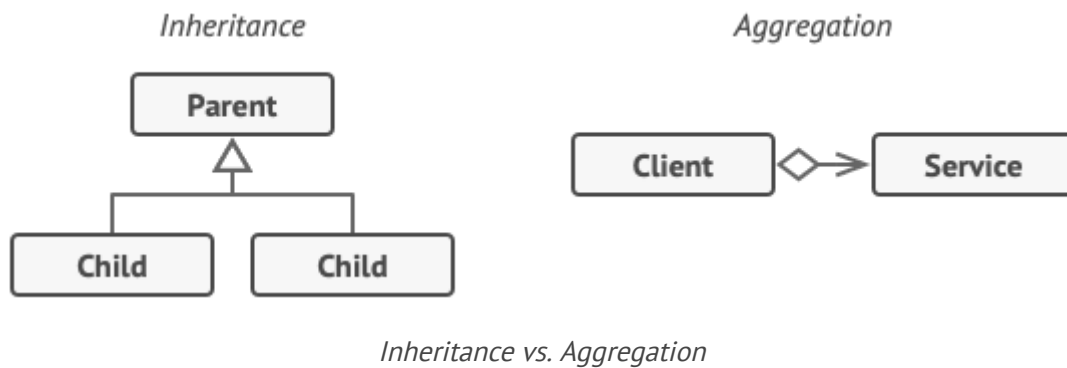 Inheritance
Aggregation
Parent
Client
Service
Child
Child
Inheritance vs. Aggregation